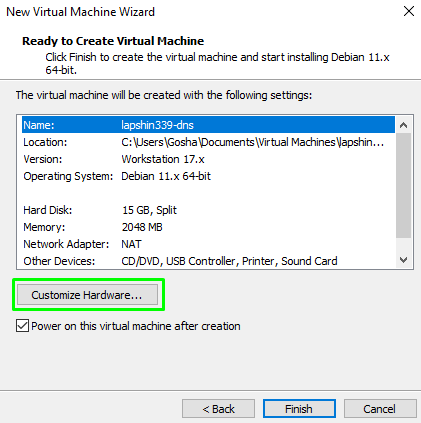 New Virtual Machine Wizard
Ready to Create Virtual Machine
Click Finish to create the virtual machine and start installing Debian 11.x
64-bit.
The virtual machine will be created with the following settings:
Name: lapshin339-dns
Location: C:\Users\Gosha\Documents\Virtual Machines\lapshin...
Version: Workstation 17.x
Operating System: Debian 11.x 64-bit
Hard Disk: 15 GB, Split
Memory: 2048 MB
Network Adapter: NAT
Other Devices: CD/DVD, USB Controller, Printer, Sound Card
Customize Hardware...
Power on this virtual machine after creation
< Back Finish Cancel